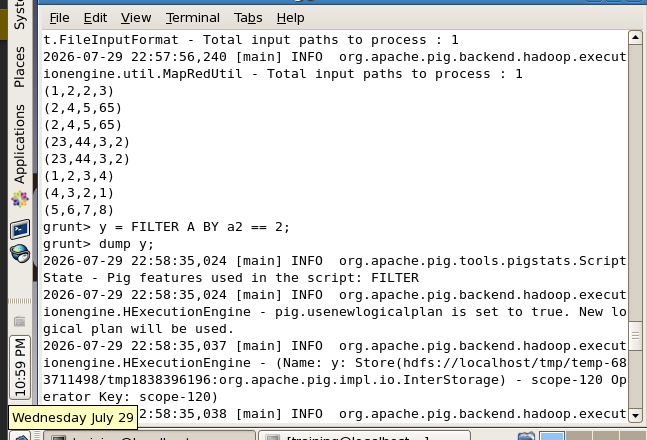 File Edit View Terminal Tabs Help
t.FileInputFormat - Total input paths to process : 1
2026-07-29 22:57:56,240 [main] INFO  org.apache.pig.backend.hadoop.execut
ionengine.util.MapRedUtil - Total input paths to process : 1
(1,2,2,3)
(2,4,5,65)
(2,4,5,65)
(23,44,3,2)
(23,44,3,2)
(1,2,3,4)
(4,3,2,1)
(5,6,7,8)
grunt> y = FILTER A BY a2 == 2;
grunt> dump y;
2026-07-29 22:58:35,024 [main] INFO  org.apache.pig.tools.pigstats.Script
State - Pig features used in the script: FILTER
2026-07-29 22:58:35,024 [main] INFO  org.apache.pig.backend.hadoop.execut
ionengine.HExecutionEngine - pig.usenewlogicalplan is set to true. New lo
gical plan will be used.
2026-07-29 22:58:35,037 [main] INFO  org.apache.pig.backend.hadoop.execut
ionengine.HExecutionEngine - (Name: y: Store(hdfs://localhost/tmp/temp-68
3711498/tmp1838396196:org.apache.pig.impl.io.InterStorage) - scope-120 Op
erator Key: scope-120)
22:58:35,038 [main] INFO  org.apache.pig.backend.hadoop.execut
Applications Places Syst
10:59 PM
Wednesday July 29